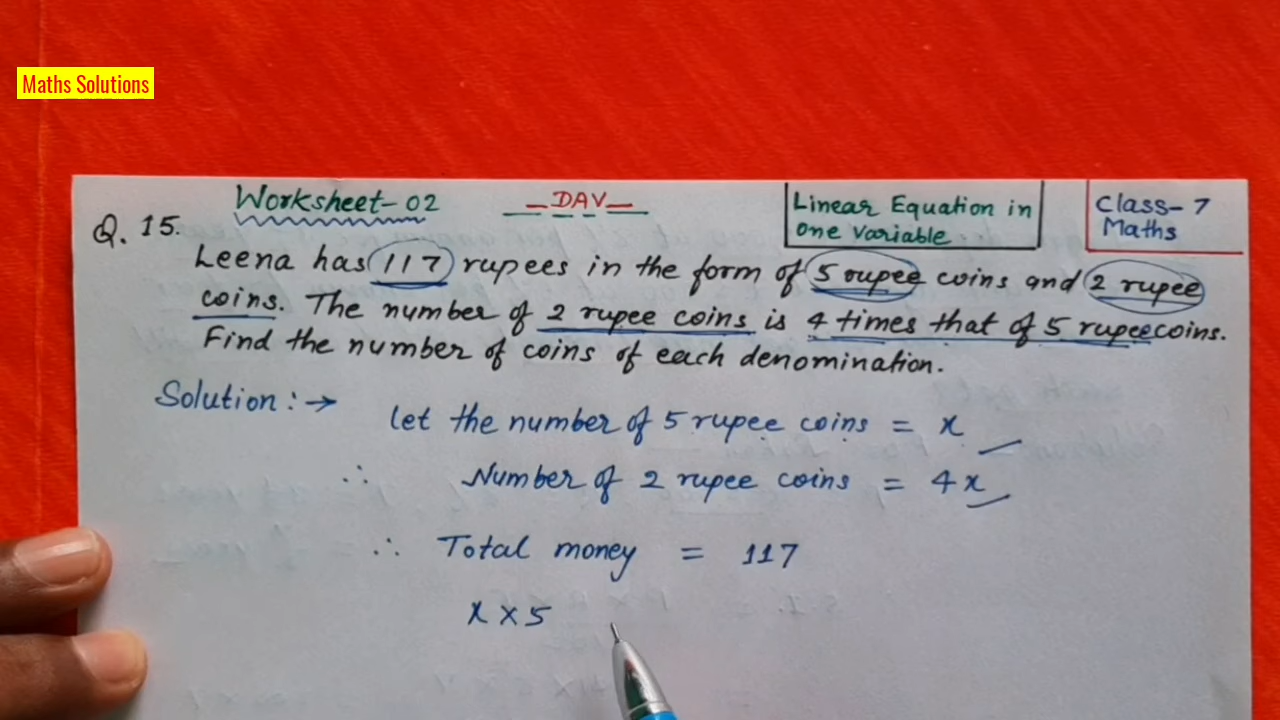 Maths Solutions
Worksheet-02
DAV
Linear Equation in
one variable
Class-7
Maths
Q. 15.
Leena has 117 rupees in the form of 5 rupee coins and 2 rupee
coins. The number of 2 rupee coins is 4 times that of 5 rupee coins.
Find the number of coins of each denomination.
Solution :→ let the number of 5 rupee coins = x
∴ Number of 2 rupee coins = 4x
∴ Total money = 117
x × 5